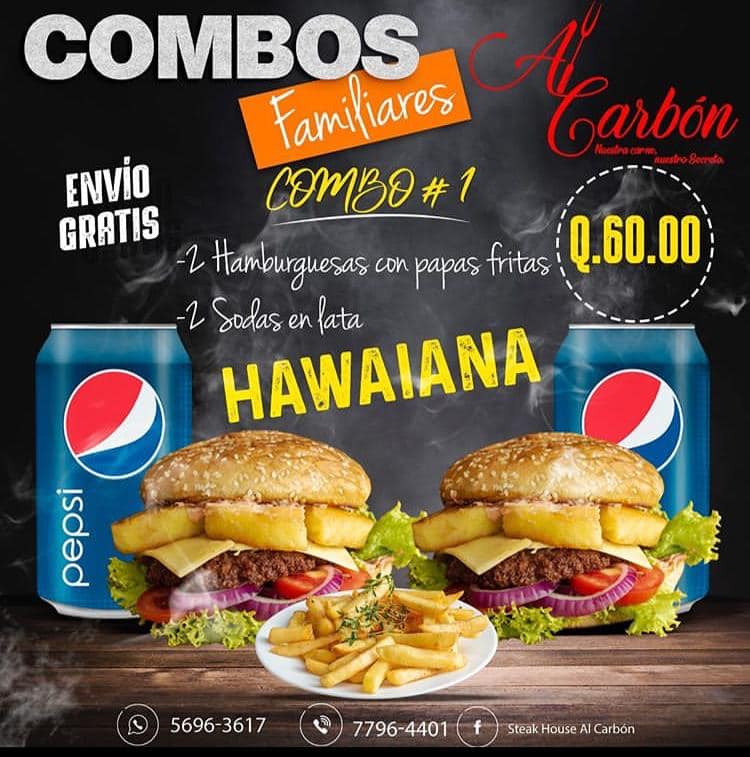 COMBOS
Familiares
Al Carbón
Nuestra carne,
nuestro Secreto.
ENVÍO
GRATIS
COMBO # 1
-2 Hamburguesas con papas fritas
Q.60.00
-2 Sodas en lata
HAWAIANA
pepsi
5696-3617
7796-4401
f
Steak House Al Carbón